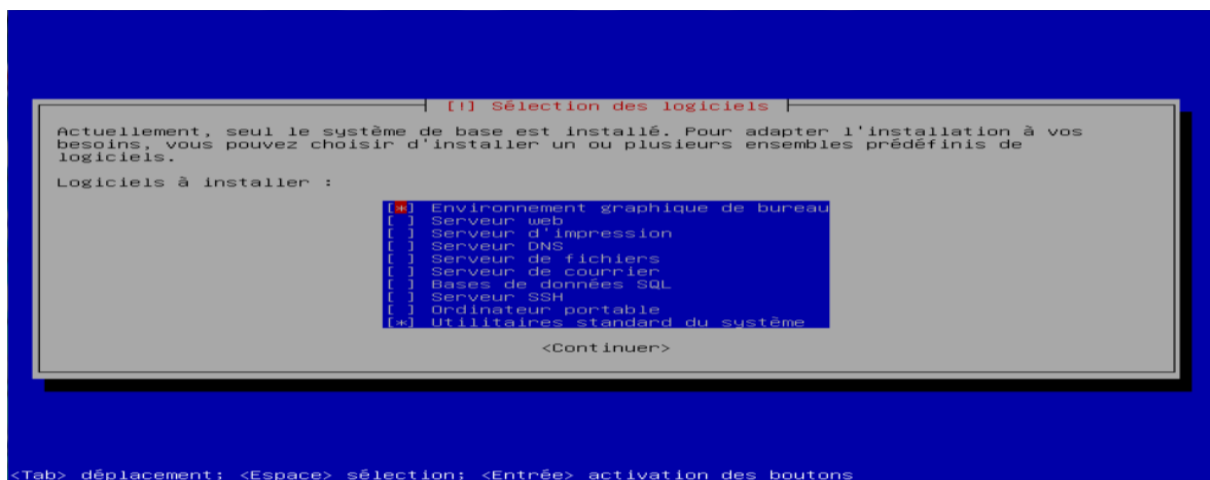 [!] Sélection des logiciels
Actuellement, seul le système de base est installé. Pour adapter l'installation à vos
besoins, vous pouvez choisir d'installer un ou plusieurs ensembles prédéfinis de
logiciels.
Logiciels à installer :
[*] Environnement graphique de bureau
[ ] Serveur web
[ ] Serveur d'impression
[ ] Serveur DNS
[ ] Serveur de fichiers
[ ] Serveur de courrier
[ ] Bases de données SQL
[ ] Serveur SSH
[ ] Ordinateur portable
[*] Utilitaires standard du système
<Continuer>
<Tab> déplacement; <Espace> sélection; <Entrée> activation des boutons